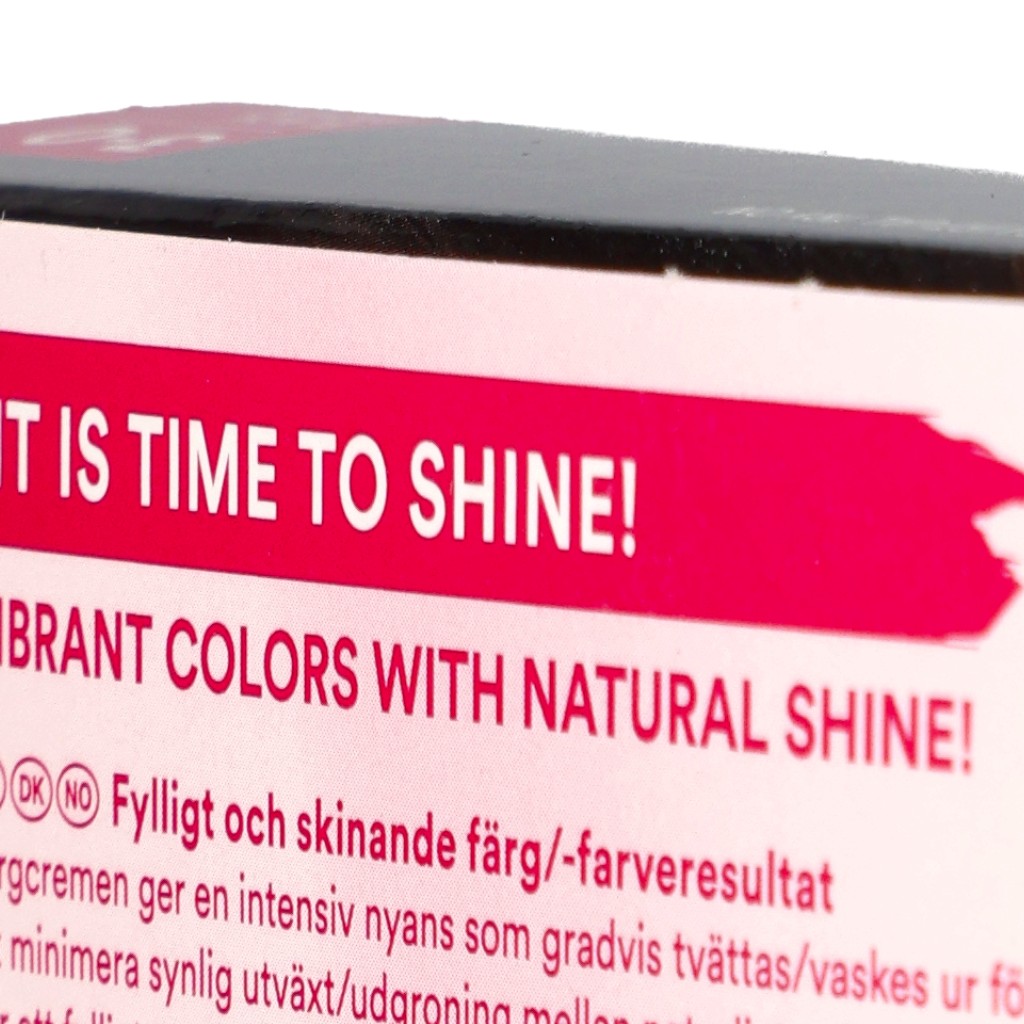 IT IS TIME TO SHINE!
IBRANT COLORS WITH NATURAL SHINE!
DK NO Fylligt och skinande färg/-farveresultat
rgcremen ger en intensiv nyans som gradvis tvättas/vaskes ur fö
minimera synlig utväxt/udgroning mellan